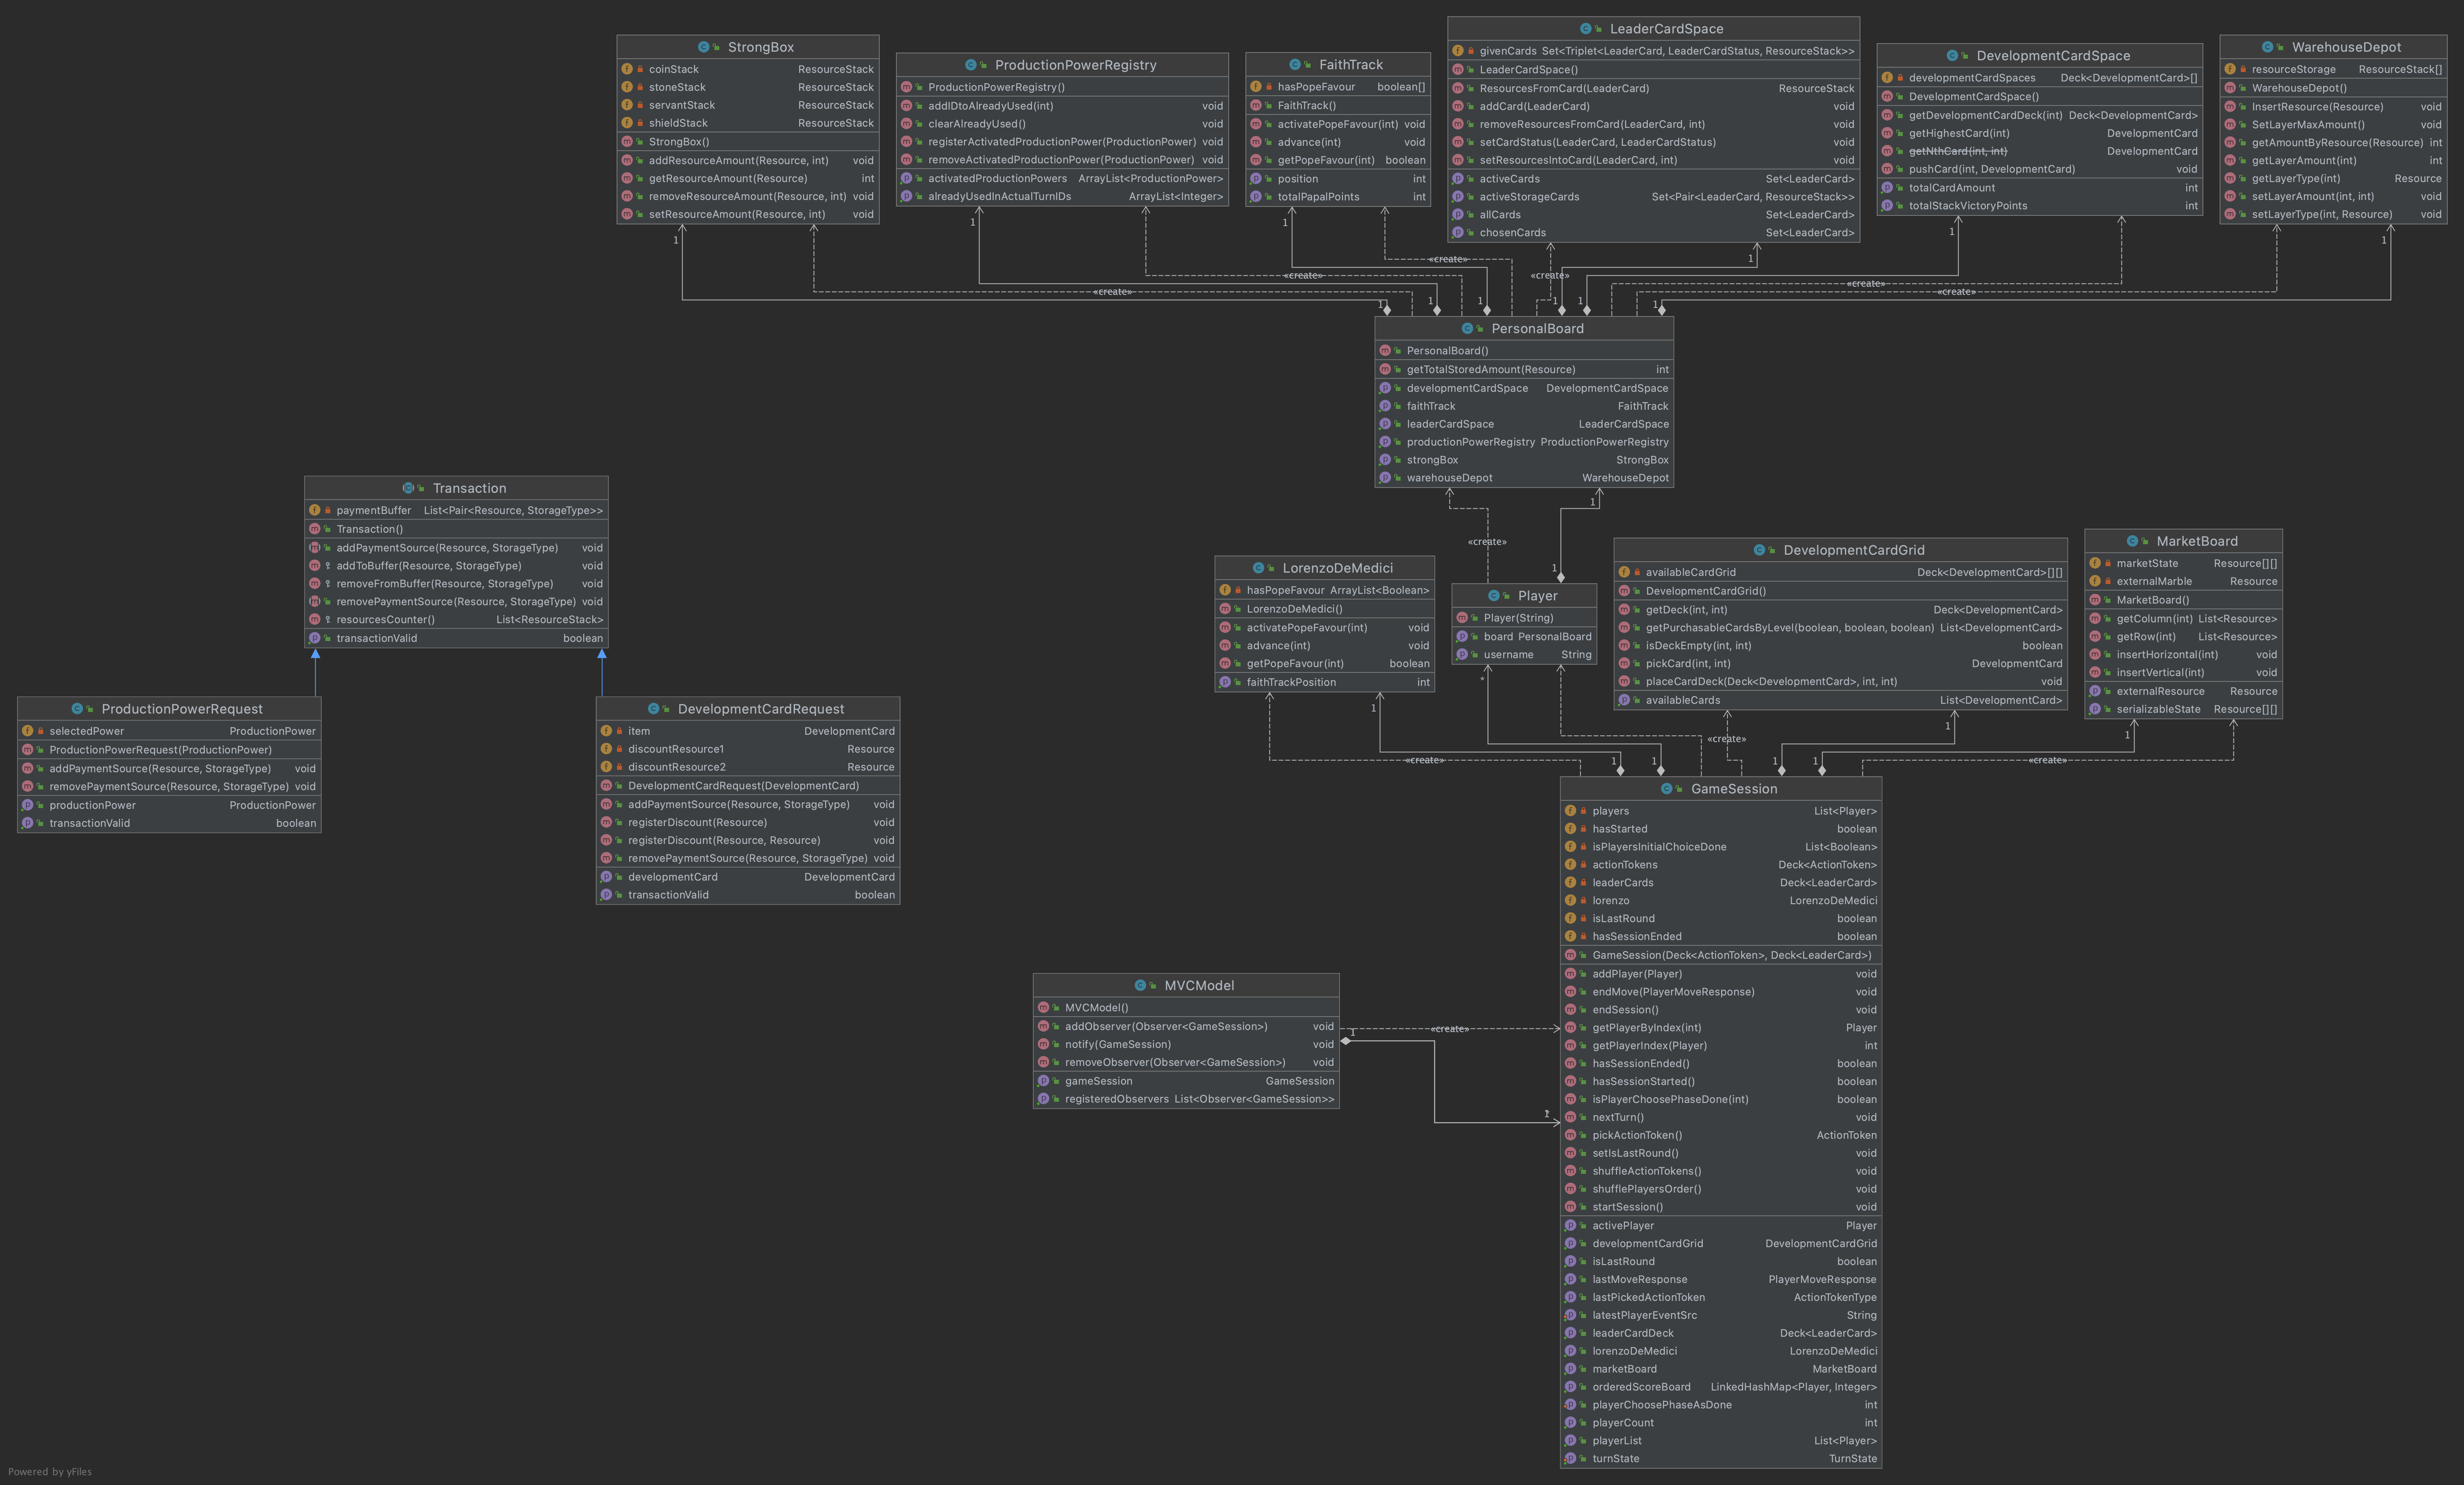 StrongBox
coinStack ResourceStack
stoneStack ResourceStack
servantStack ResourceStack
shieldStack ResourceStack
StrongBox()
addResourceAmount(Resource, int) void
getResourceAmount(Resource) int
removeResourceAmount(Resource, int) void
setResourceAmount(Resource, int) void
ProductionPowerRegistry
ProductionPowerRegistry()
addIDtoAlreadyUsed(int) void
clearAlreadyUsed() void
registerActivatedProductionPower(ProductionPower) void
removeActivatedProductionPower(ProductionPower) void
activatedProductionPowers ArrayList<ProductionPower>
alreadyUsedInActualTurnIDs ArrayList<Integer>
FaithTrack
hasPopeFavour boolean[]
FaithTrack()
activatePopeFavour(int) void
advance(int) void
getPopeFavour(int) boolean
position int
totalPapalPoints int
LeaderCardSpace
givenCards Set<Triplet<LeaderCard, LeaderCardStatus, ResourceStack>>
LeaderCardSpace()
ResourcesFromCard(LeaderCard) ResourceStack
addCard(LeaderCard) void
removeResourcesFromCard(LeaderCard, int) void
setCardStatus(LeaderCard, LeaderCardStatus) void
setResourcesIntoCard(LeaderCard, int) void
activeCards Set<LeaderCard>
activeStorageCards Set<Pair<LeaderCard, ResourceStack>>
allCards Set<LeaderCard>
chosenCards Set<LeaderCard>
DevelopmentCardSpace
developmentCardSpaces Deck<DevelopmentCard>[]
DevelopmentCardSpace()
getDevelopmentCardDeck(int) Deck<DevelopmentCard>
getHighestCard(int) DevelopmentCard
getNthCard(int, int) DevelopmentCard
pushCard(int, DevelopmentCard) void
totalCardAmount int
totalStackVictoryPoints int
WarehouseDepot
resourceStorage ResourceStack[]
WarehouseDepot()
InsertResource(Resource) void
SetLayerMaxAmount() void
getAmountByResource(Resource) int
getLayerAmount(int) int
getLayerType(int) Resource
setLayerAmount(int, int) void
setLayerType(int, Resource) void
1 1 1 1 1 1
«create» «create» «create» «create» «create» «create»
1 1 1 1 1 1
PersonalBoard
PersonalBoard()
getTotalStoredAmount(Resource) int
developmentCardSpace DevelopmentCardSpace
faithTrack FaithTrack
leaderCardSpace LeaderCardSpace
productionPowerRegistry ProductionPowerRegistry
strongBox StrongBox
warehouseDepot WarehouseDepot
1
«create»
1
Transaction
paymentBuffer List<Pair<Resource, StorageType>>
Transaction()
addPaymentSource(Resource, StorageType) void
addToBuffer(Resource, StorageType) void
removeFromBuffer(Resource, StorageType) void
removePaymentSource(Resource, StorageType) void
resourcesCounter() List<ResourceStack>
transactionValid boolean
ProductionPowerRequest
selectedPower ProductionPower
ProductionPowerRequest(ProductionPower)
addPaymentSource(Resource, StorageType) void
removePaymentSource(Resource, StorageType) void
productionPower ProductionPower
transactionValid boolean
DevelopmentCardRequest
item DevelopmentCard
discountResource1 Resource
discountResource2 Resource
DevelopmentCardRequest(DevelopmentCard)
addPaymentSource(Resource, StorageType) void
registerDiscount(Resource) void
registerDiscount(Resource, Resource) void
removePaymentSource(Resource, StorageType) void
developmentCard DevelopmentCard
transactionValid boolean
LorenzoDeMedici
hasPopeFavour ArrayList<Boolean>
LorenzoDeMedici()
activatePopeFavour(int) void
advance(int) void
getPopeFavour(int) boolean
faithTrackPosition int
Player
Player(String)
board PersonalBoard
username String
DevelopmentCardGrid
availableCardGrid Deck<DevelopmentCard>[][]
DevelopmentCardGrid()
getDeck(int, int) Deck<DevelopmentCard>
getPurchasableCardsByLevel(boolean, boolean, boolean) List<DevelopmentCard>
isDeckEmpty(int, int) boolean
pickCard(int, int) DevelopmentCard
placeCardDeck(Deck<DevelopmentCard>, int, int) void
availableCards List<DevelopmentCard>
MarketBoard
marketState Resource[][]
externalMarble Resource
MarketBoard()
getColumn(int) List<Resource>
getRow(int) List<Resource>
insertHorizontal(int) void
insertVertical(int) void
externalResource Resource
serializableState Resource[][]
1 * 1 1
«create» «create» «create»
1 1 1 1
GameSession
players List<Player>
hasStarted boolean
isPlayersInitialChoiceDone List<Boolean>
actionTokens Deck<ActionToken>
leaderCards Deck<LeaderCard>
lorenzo LorenzoDeMedici
isLastRound boolean
hasSessionEnded boolean
GameSession(Deck<ActionToken>, Deck<LeaderCard>)
addPlayer(Player) void
endMove(PlayerMoveResponse) void
endSession() void
getPlayerByIndex(int) Player
getPlayerIndex(Player) int
hasSessionEnded() boolean
hasSessionStarted() boolean
isPlayerChoosePhaseDone(int) boolean
nextTurn() void
pickActionToken() ActionToken
setIsLastRound() void
shuffleActionTokens() void
shufflePlayersOrder() void
startSession() void
activePlayer Player
developmentCardGrid DevelopmentCardGrid
isLastRound boolean
lastMoveResponse PlayerMoveResponse
lastPickedActionToken ActionTokenType
latestPlayerEventSrc String
leaderCardDeck Deck<LeaderCard>
lorenzoDeMedici LorenzoDeMedici
marketBoard MarketBoard
orderedScoreBoard LinkedHashMap<Player, Integer>
playerChoosePhaseAsDone int
playerCount int
playerList List<Player>
turnState TurnState
MVCModel
MVCModel()
addObserver(Observer<GameSession>) void
notify(GameSession) void
removeObserver(Observer<GameSession>) void
gameSession GameSession
registeredObservers List<Observer<GameSession>>
1 «create»
Powered by yFiles